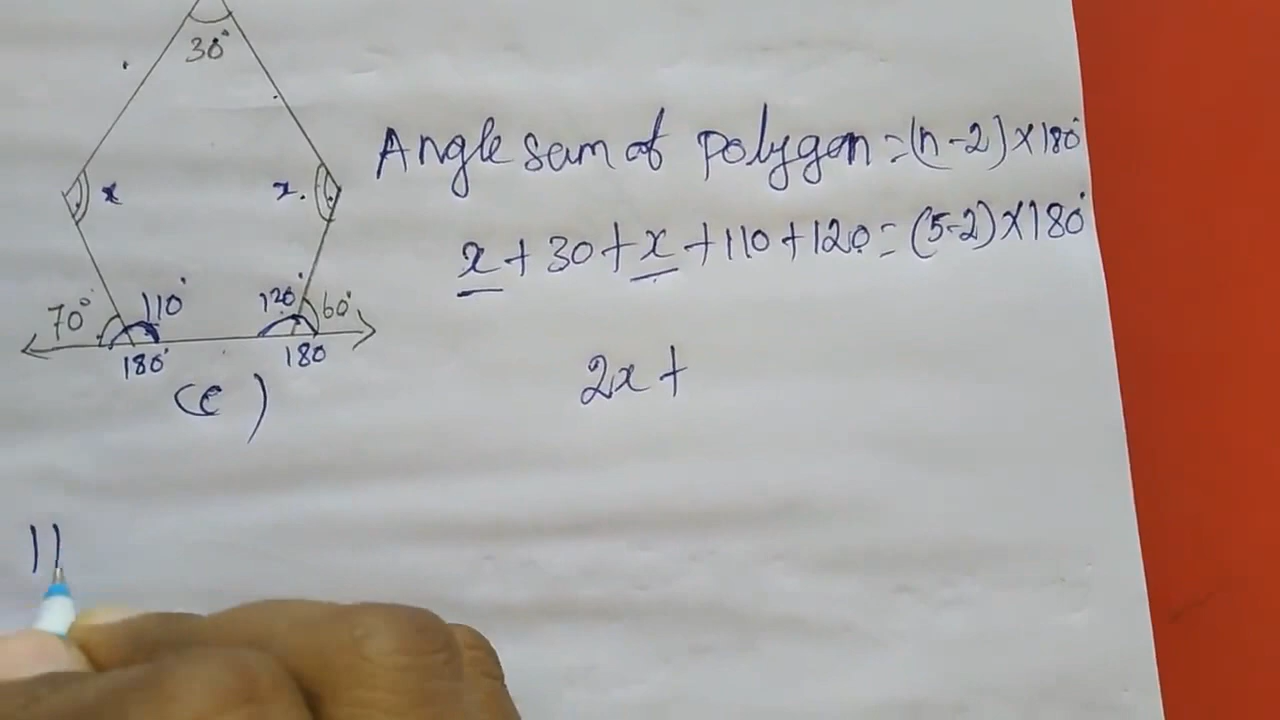 30°
Angle sum of polygon = (n-2)×180°
x x.
x + 30 + x + 110 + 120 = (5-2)×180°
70° 110° 120° 60°
180° 180
2x +
(c)
11